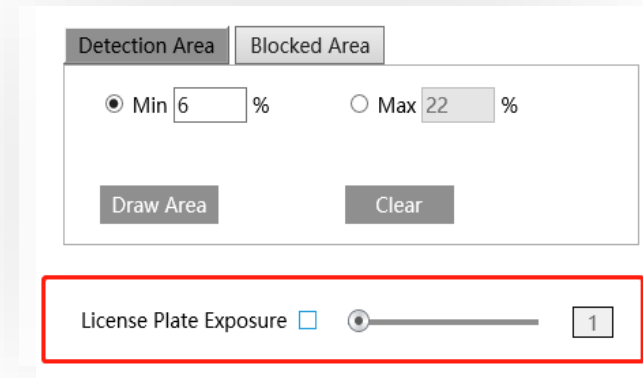 Detection Area Blocked Area
Min 6 % Max 22 %
Draw Area Clear
License Plate Exposure 1